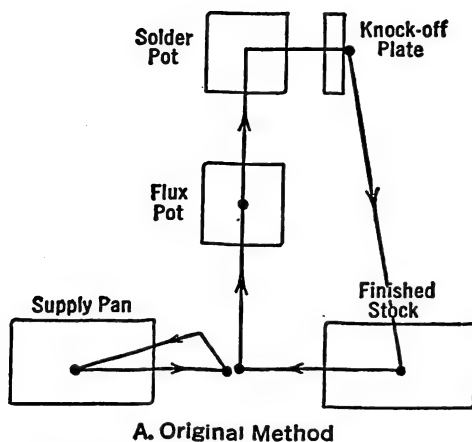 Solder
Pot
Knock-off
Plate
Flux
Pot
Supply Pan
Finished
Stock
A. Original Method